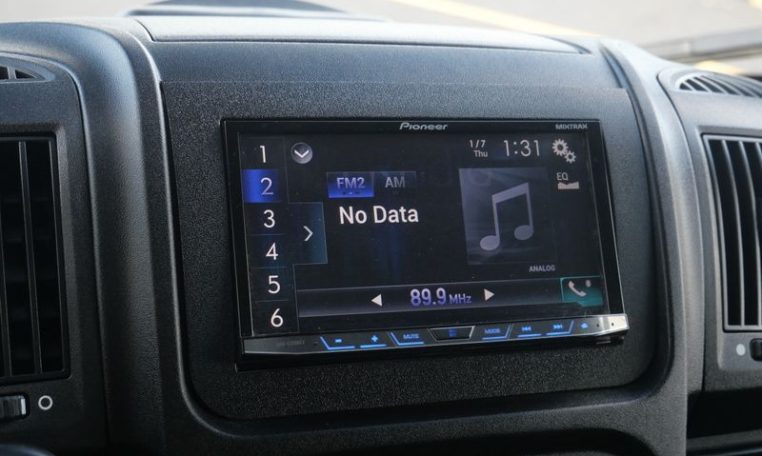 Pioneer MIXTRAX
1 1/7 1:31
Thu
2 FM2 AM EQ
3 No Data
4
5 ANALOG
89.9 MHz
6
- + MUTE MODE